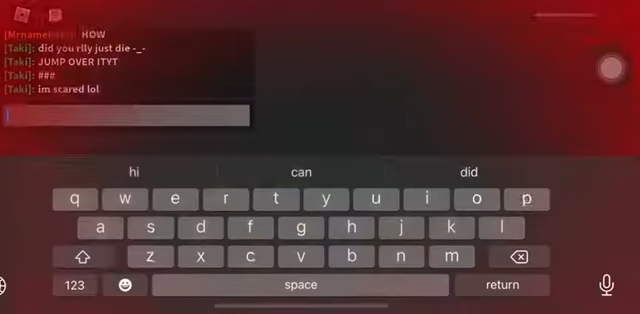 HOW
[Taki]: did you rlly just die -_-
[Taki]: JUMP OVER ITYT
[Taki]: ###
[Taki]: im scared lol
hi can did
q w e r t y u i o p
a s d f g h j k l
z x c v b n m
123 space return